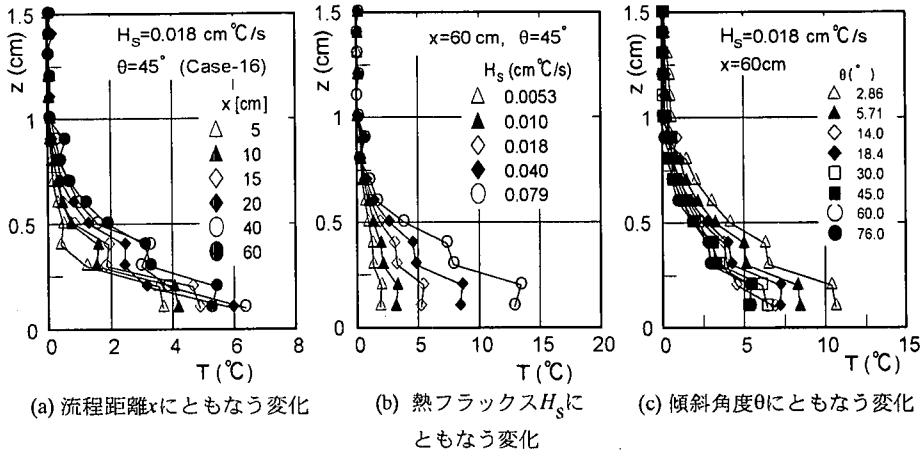 1.5
z (cm)
1
0.5
0
H_s=0.018 cm℃/s
θ=45° (Case-16)
x [cm]
5
10
15
20
40
60
0 2 4 6 8
T (℃)
(a) 流程距離xにともなう変化
1.5
z (cm)
1
0.5
0
x=60 cm, θ=45°
H_s (cm℃/s)
0.0053
0.010
0.018
0.040
0.079
0 5 10 15 20
T (℃)
(b) 熱フラックスH_sに
ともなう変化
1.5
z (cm)
1
0.5
0
H_s=0.018 cm℃/s
x=60cm
θ(°)
2.86
5.71
14.0
18.4
30.0
45.0
60.0
76.0
0 5 10 15
T (℃)
(c) 傾斜角度θにともなう変化